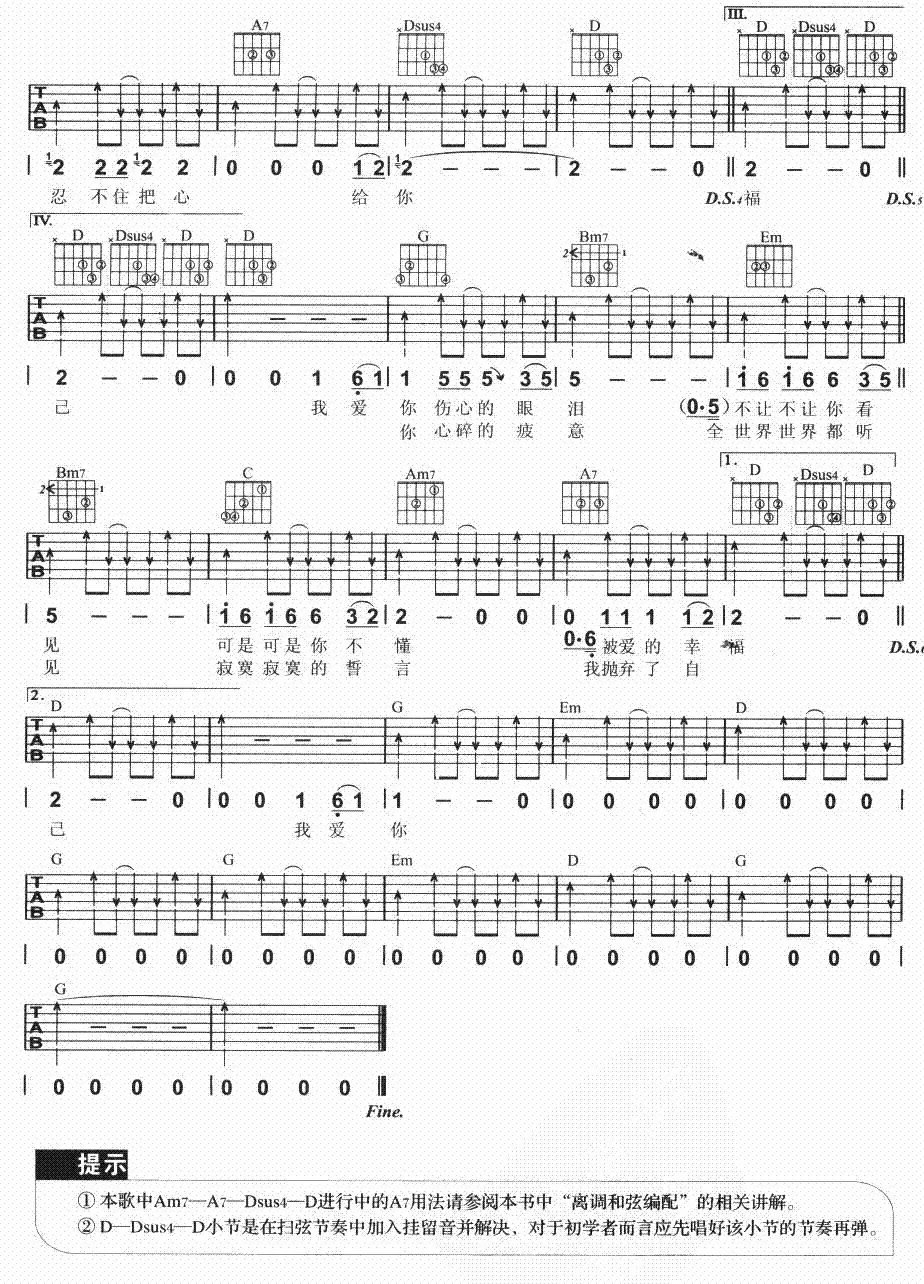 III.
A7 Dsus4 D D Dsus4 D
T A B
| ½2 2 2 ½2 2 | 0 0 0 1 2 | ½2 — — — | 2 — — 0 ‖ 2 — — 0 ‖
忍 不 住 把 心 给 你 D.S.4 福 D.S.5
IV.
D Dsus4 D D G Bm7 Em
2 1
T A B
| 2 — — 0 | 0 0 1 6 1 | 1 5 5 5 3 5 | 5 — — — | 1 6 1 6 6 3 5 ‖
己 我 爱 你 伤 心 的 眼 泪 (0·5) 不 让 不 让 你 看
你 心 碎 的 疲 意 全 世 界 世 界 都 听
1.
Bm7 C Am7 A7 D Dsus4 D
2 1
T A B
| 5 — — — | 1 6 1 6 6 3 2 | 2 — 0 0 | 0 1 1 1 1 2 | 2 — — 0 ‖
见 可 是 可 是 你 不 懂 0·6 被 爱 的 幸 福 D.S.
见 寂 寞 寂 寞 的 誓 言 我 抛 弃 了 自
2.
D G Em D
T A B
| 2 — — 0 | 0 0 1 6 1 | 1 — — 0 | 0 0 0 0 | 0 0 0 0 |
己 我 爱 你
G G Em D G
T A B
| 0 0 0 0 | 0 0 0 0 | 0 0 0 0 | 0 0 0 0 | 0 0 0 0 |
G
T A B
| 0 0 0 0 | 0 0 0 0 ‖
Fine.
提示
① 本歌中Am7—A7—Dsus4—D进行中的A7用法请参阅本书中“离调和弦编配”的相关讲解。
② D—Dsus4—D小节是在扫弦节奏中加入挂留音并解决，对于初学者而言应先唱好该小节的节奏再弹。